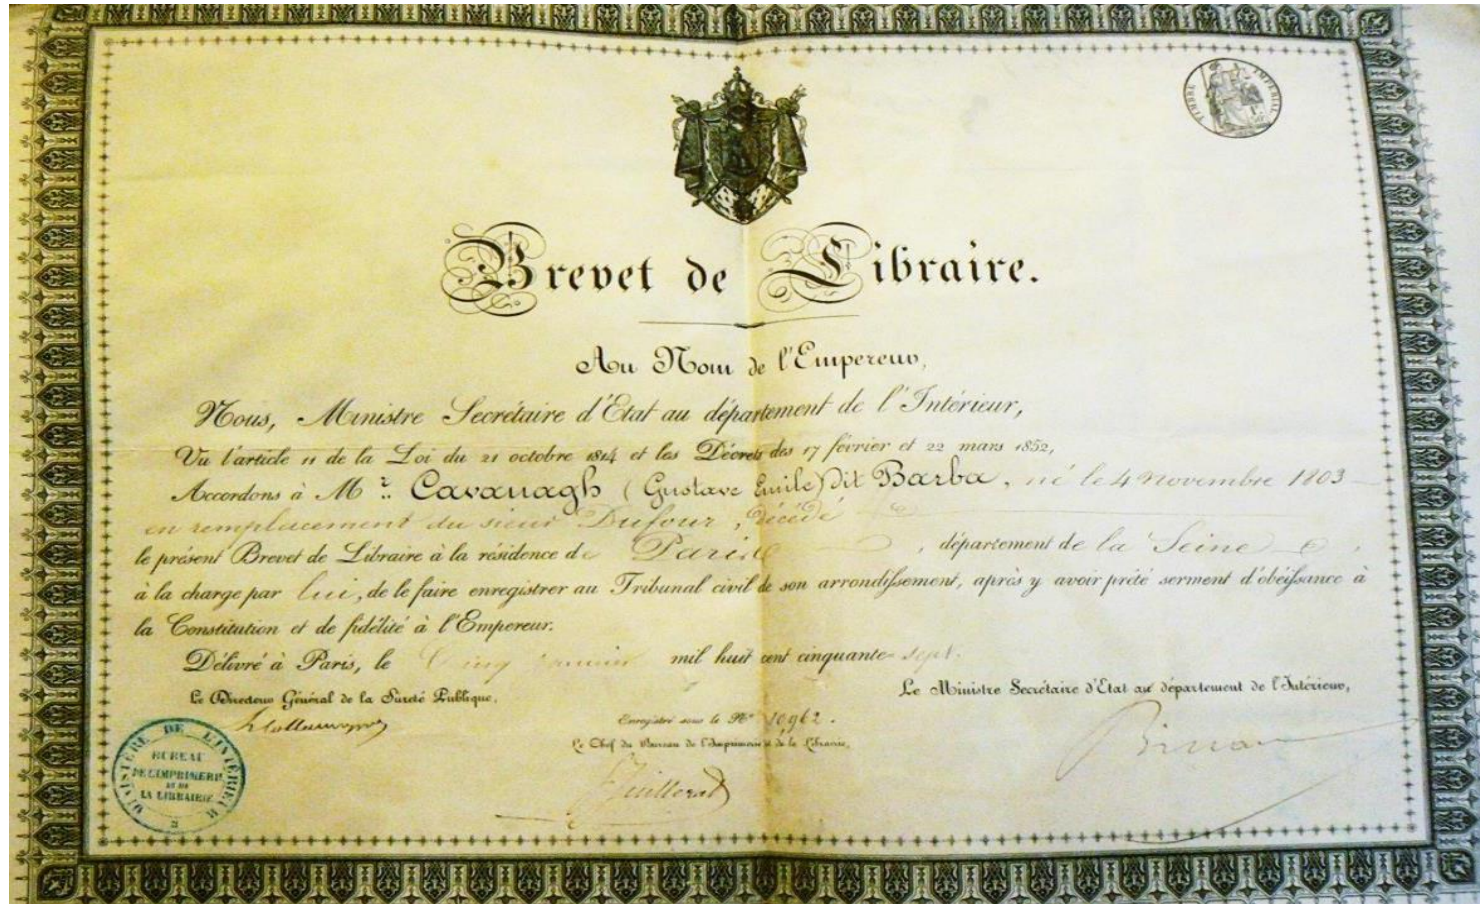 TIMBRE IMPERIAL
Brevet de Libraire.
Au Nom de l'Empereur,
Nous, Ministre Secrétaire d'Etat au département de l'Intérieur,
Vu l'article 11 de la Loi du 21 octobre 1814 et les Décrets des 17 février et 22 mars 1852,
Accordons à Mr. Cavanagh (Gustave Emile) dit Barba, né le 4 novembre 1803
en remplacement du sieur Dufour, décédé
le présent Brevet de Libraire à la résidence de Paris, département de la Seine,
à la charge par lui, de le faire enregistrer au Tribunal civil de son arrondissement, après y avoir prêté serment d'obéissance à
la Constitution et de fidélité à l'Empereur.
Délivré à Paris, le Cinq janvier mil huit cent cinquante-sept.
Le Directeur Général de la Sûreté Publique,
Le Ministre Secrétaire d'Etat au département de l'Intérieur,
Enregistré sous le No 10962.
Le Chef du Bureau de l'Imprimerie et de la Librairie,
MINISTÈRE DE L'INTÉRIEUR
BUREAU
DE L'IMPRIMERIE
ET DE
LA LIBRAIRIE